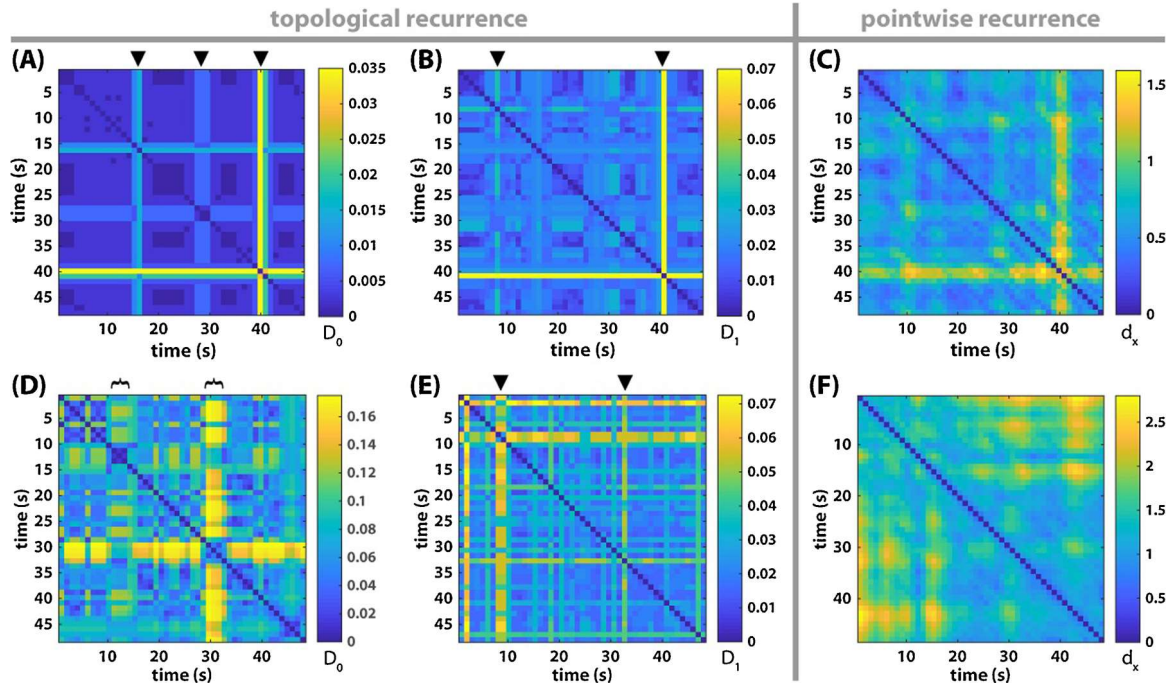 topological recurrence
pointwise recurrence
(A)
5
10
15
20
25
30
35
40
45
time (s)
10 20 30 40
time (s)
0.035
0.03
0.025
0.02
0.015
0.01
0.005
0
D0
(B)
5
10
15
20
25
30
35
40
45
time (s)
10 20 30 40
time (s)
0.07
0.06
0.05
0.04
0.03
0.02
0.01
0
D1
(C)
5
10
15
20
25
30
35
40
45
time (s)
10 20 30 40
time (s)
1.5
1
0.5
0
dx
(D)
5
10
15
20
25
30
35
40
45
time (s)
10 20 30 40
time (s)
0.16
0.14
0.12
0.1
0.08
0.06
0.04
0.02
0
D0
(E)
5
10
15
20
25
30
35
40
45
time (s)
10 20 30 40
time (s)
0.07
0.06
0.05
0.04
0.03
0.02
0.01
0
D1
(F)
10
20
30
40
time (s)
10 20 30 40
time (s)
2.5
2
1.5
1
0.5
0
dx